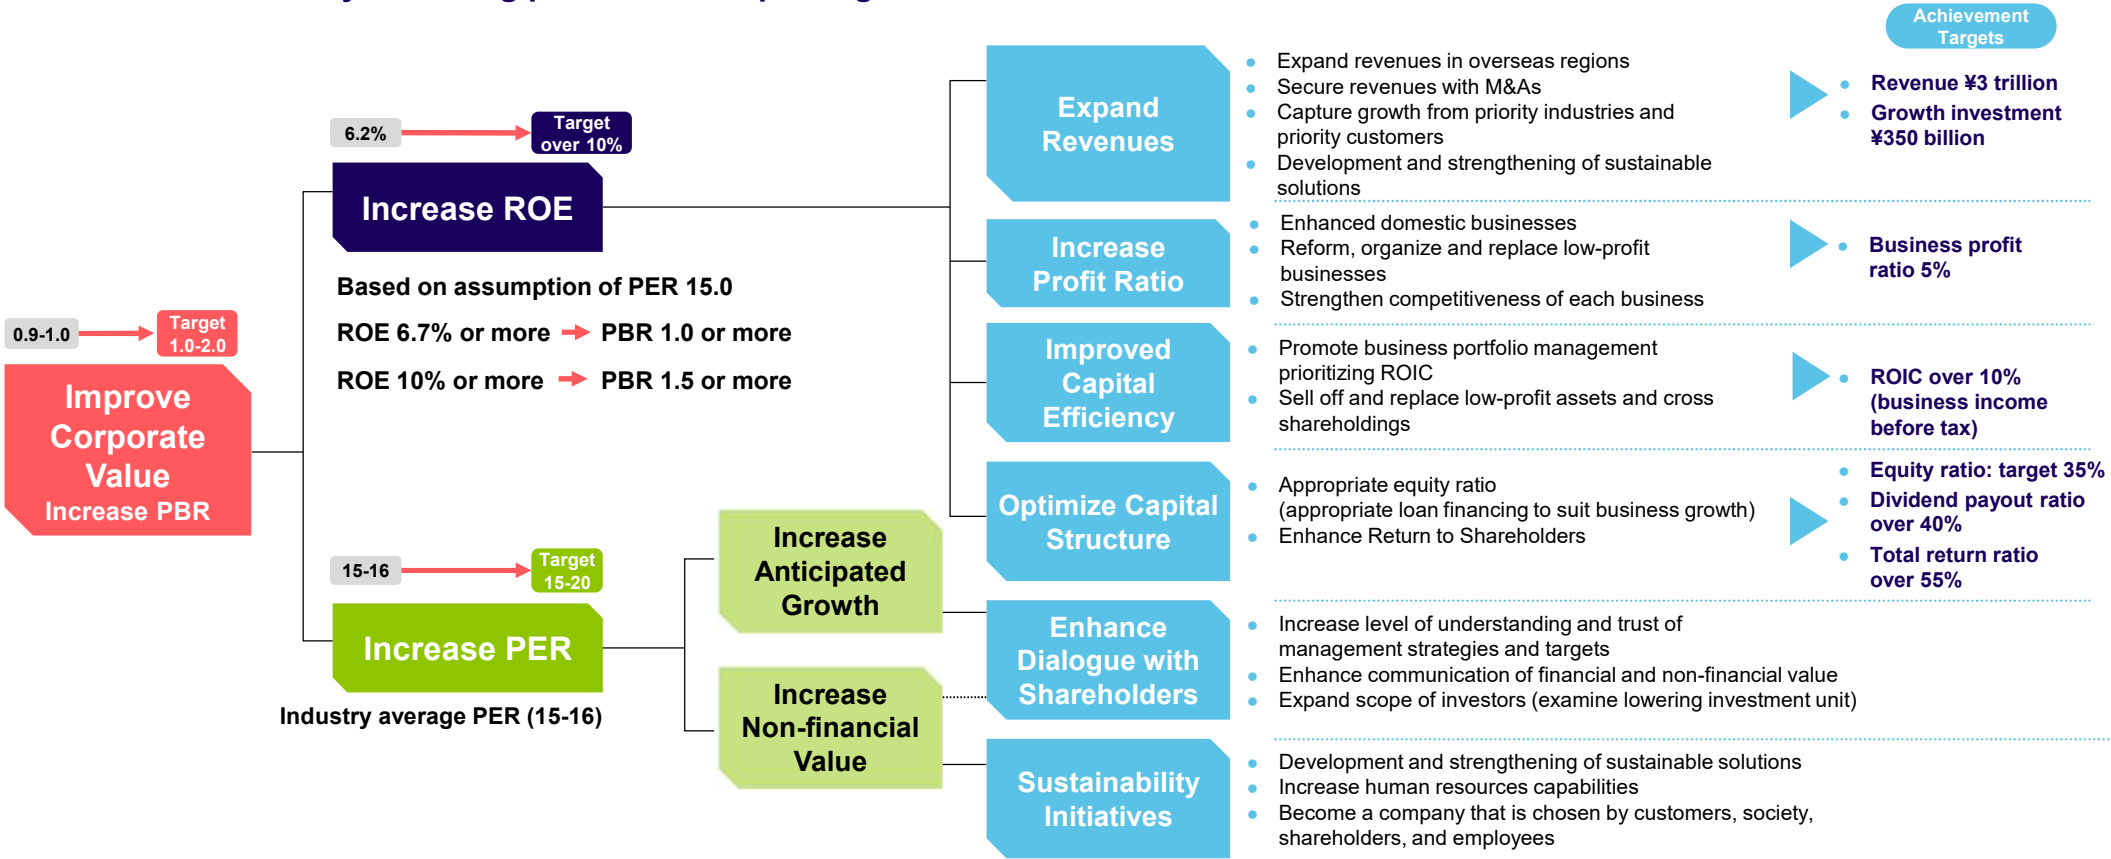 Achievement
Targets
0.9-1.0
Target
1.0-2.0
Improve
Corporate
Value
Increase PBR
6.2%
Target
over 10%
Increase ROE
Based on assumption of PER 15.0
ROE 6.7% or more → PBR 1.0 or more
ROE 10% or more → PBR 1.5 or more
15-16
Target
15-20
Increase PER
Industry average PER (15-16)
Increase
Anticipated
Growth
Increase
Non-financial
Value
Expand
Revenues
Expand revenues in overseas regions
Secure revenues with M&As
Capture growth from priority industries and
priority customers
Development and strengthening of sustainable
solutions
Revenue ¥3 trillion
Growth investment
¥350 billion
Increase
Profit Ratio
Enhanced domestic businesses
Reform, organize and replace low-profit
businesses
Strengthen competitiveness of each business
Business profit
ratio 5%
Improved
Capital
Efficiency
Promote business portfolio management
prioritizing ROIC
Sell off and replace low-profit assets and cross
shareholdings
ROIC over 10%
(business income
before tax)
Optimize Capital
Structure
Appropriate equity ratio
(appropriate loan financing to suit business growth)
Enhance Return to Shareholders
Equity ratio: target 35%
Dividend payout ratio
over 40%
Total return ratio
over 55%
Enhance
Dialogue with
Shareholders
Increase level of understanding and trust of
management strategies and targets
Enhance communication of financial and non-financial value
Expand scope of investors (examine lowering investment unit)
Sustainability
Initiatives
Development and strengthening of sustainable solutions
Increase human resources capabilities
Become a company that is chosen by customers, society,
shareholders, and employees